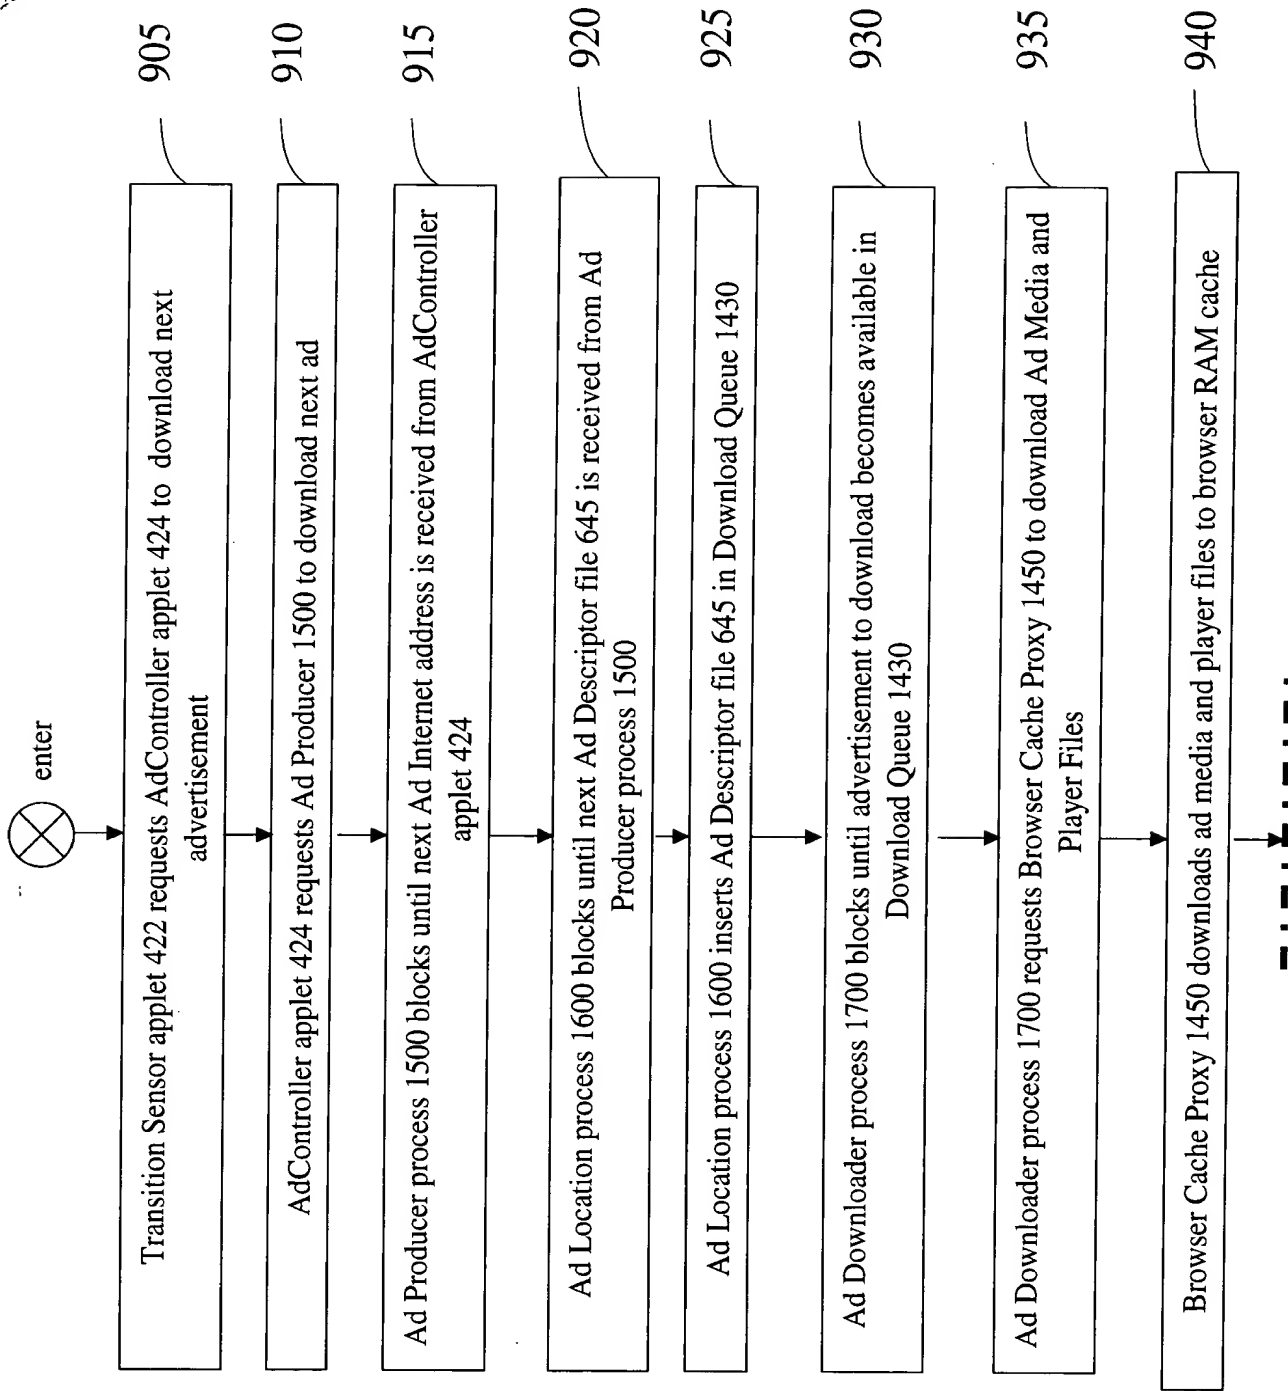 enter
Transition Sensor applet 422 requests AdController applet 424 to download next
advertisement
905
AdController applet 424 requests Ad Producer 1500 to download next ad
910
Ad Producer process 1500 blocks until next Ad Internet address is received from AdController
applet 424
915
Ad Location process 1600 blocks until next Ad Descriptor file 645 is received from Ad
Producer process 1500
920
Ad Location process 1600 inserts Ad Descriptor file 645 in Download Queue 1430
925
Ad Downloader process 1700 blocks until advertisement to download becomes available in
Download Queue 1430
930
Ad Downloader process 1700 requests Browser Cache Proxy 1450 to download Ad Media and
Player Files
935
Browser Cache Proxy 1450 downloads ad media and player files to browser RAM cache
940